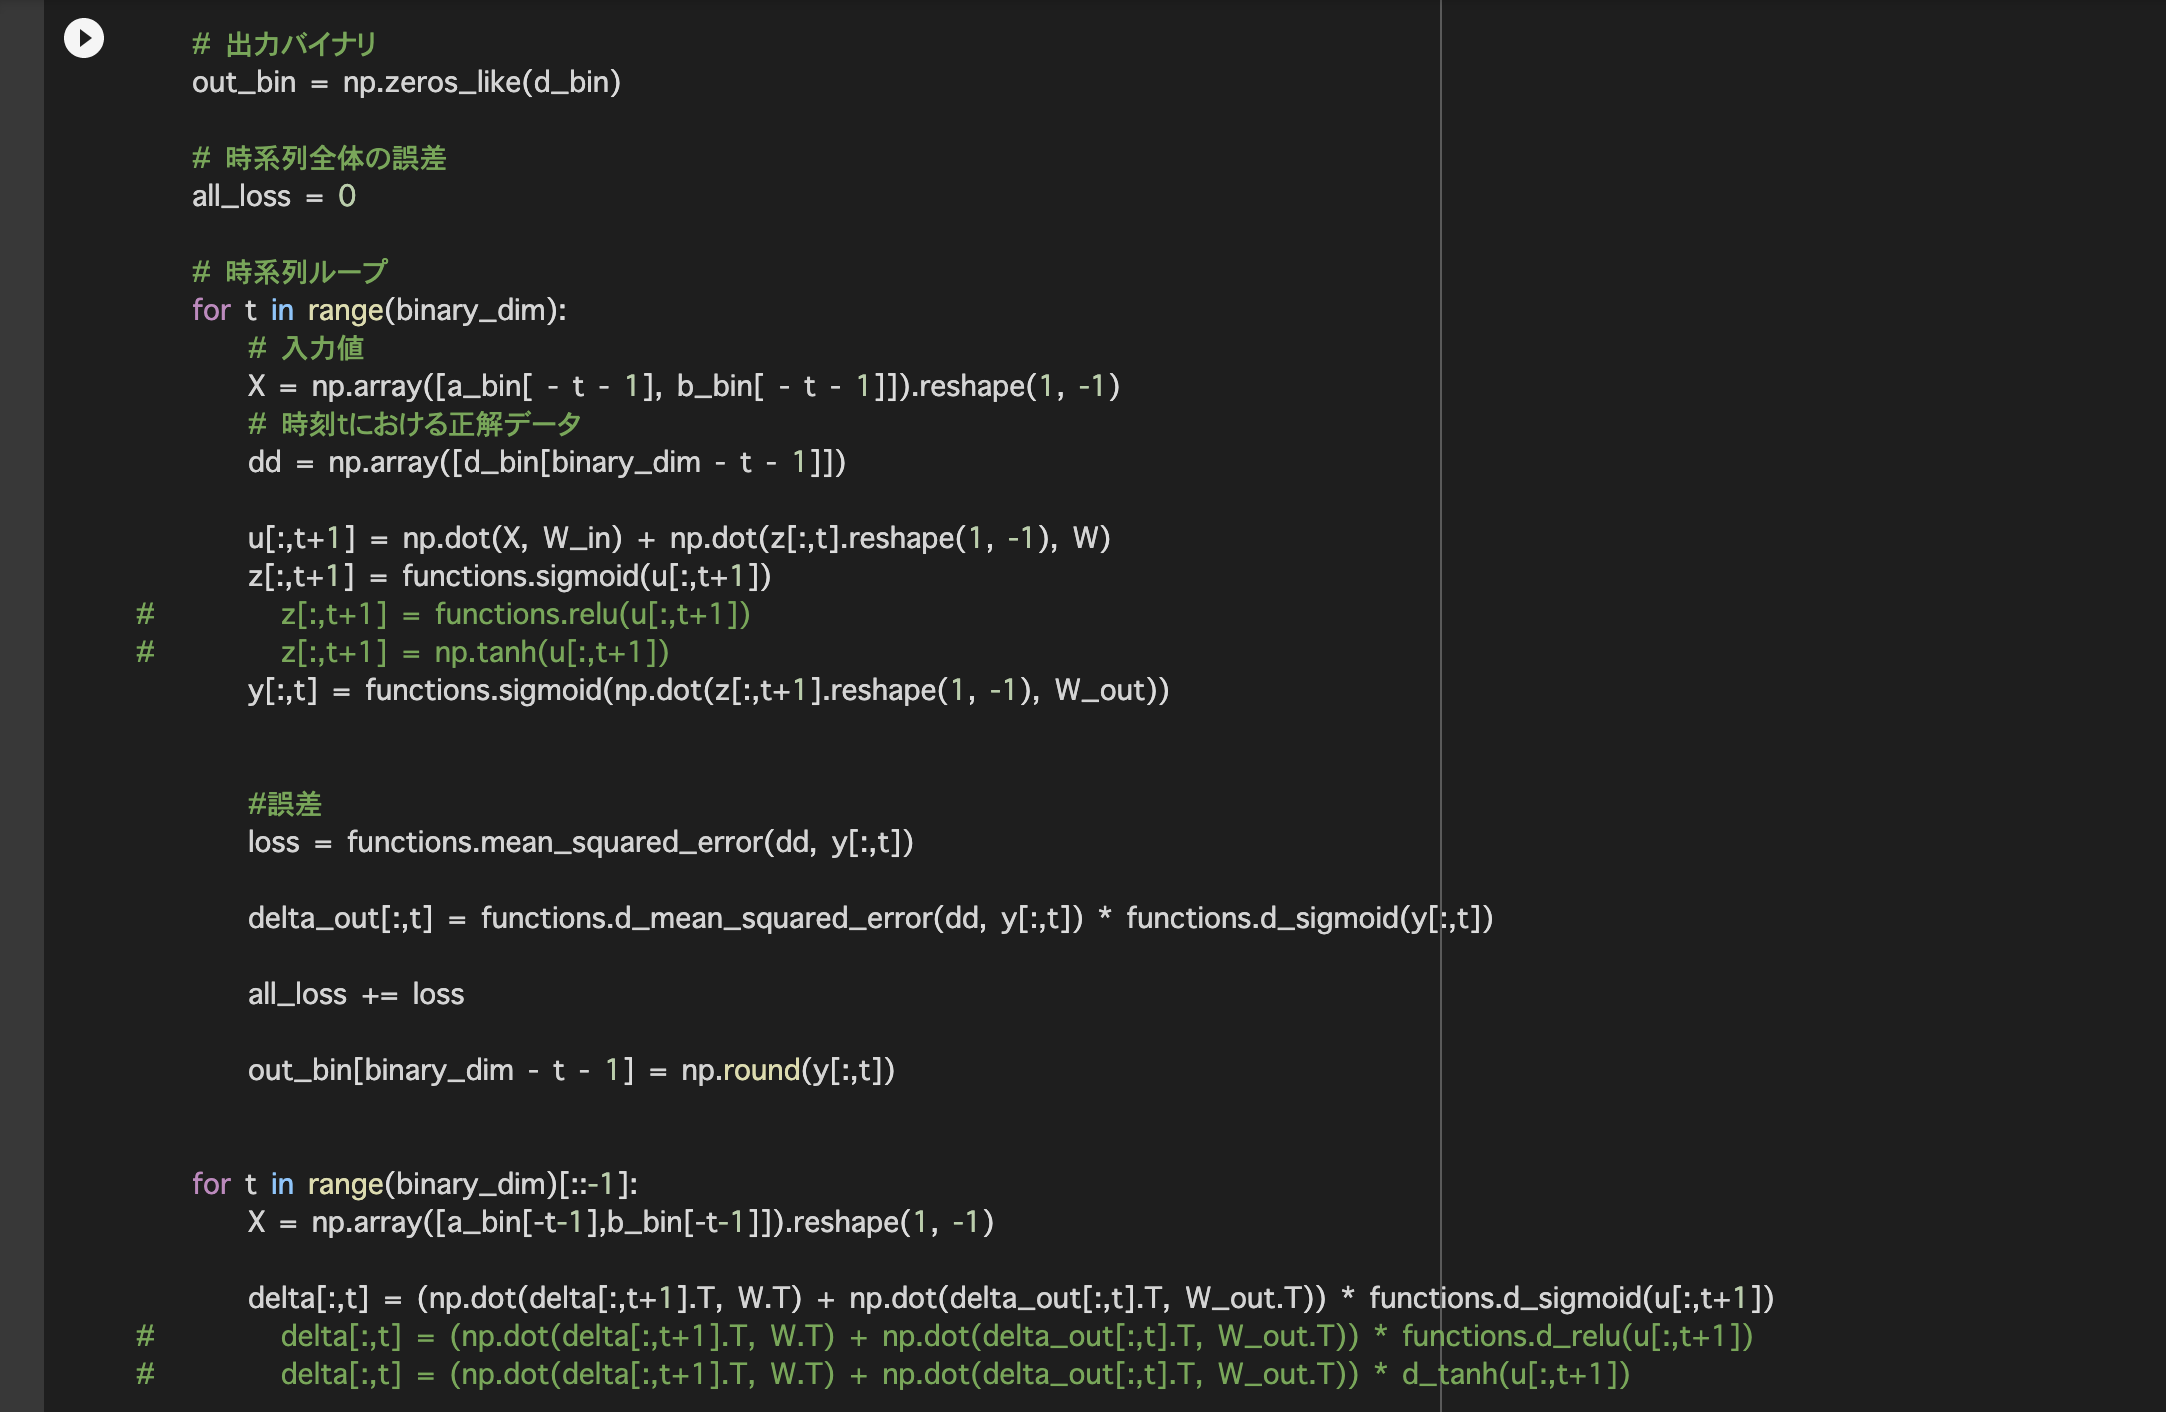 # 出力バイナリ
out_bin = np.zeros_like(d_bin)
# 時系列全体の誤差
all_loss = 0
# 時系列ループ
for t in range(binary_dim):
# 入力値
X = np.array([a_bin[ - t - 1], b_bin[ - t - 1]]).reshape(1, -1)
# 時刻tにおける正解データ
dd = np.array([d_bin[binary_dim - t - 1]])
u[:,t+1] = np.dot(X, W_in) + np.dot(z[:,t].reshape(1, -1), W)
z[:,t+1] = functions.sigmoid(u[:,t+1])
# z[:,t+1] = functions.relu(u[:,t+1])
# z[:,t+1] = np.tanh(u[:,t+1])
y[:,t] = functions.sigmoid(np.dot(z[:,t+1].reshape(1, -1), W_out))
#誤差
loss = functions.mean_squared_error(dd, y[:,t])
delta_out[:,t] = functions.d_mean_squared_error(dd, y[:,t]) * functions.d_sigmoid(y[:,t])
all_loss += loss
out_bin[binary_dim - t - 1] = np.round(y[:,t])
for t in range(binary_dim)[::-1]:
X = np.array([a_bin[-t-1],b_bin[-t-1]]).reshape(1, -1)
delta[:,t] = (np.dot(delta[:,t+1].T, W.T) + np.dot(delta_out[:,t].T, W_out.T)) * functions.d_sigmoid(u[:,t+1])
# delta[:,t] = (np.dot(delta[:,t+1].T, W.T) + np.dot(delta_out[:,t].T, W_out.T)) * functions.d_relu(u[:,t+1])
# delta[:,t] = (np.dot(delta[:,t+1].T, W.T) + np.dot(delta_out[:,t].T, W_out.T)) * d_tanh(u[:,t+1])